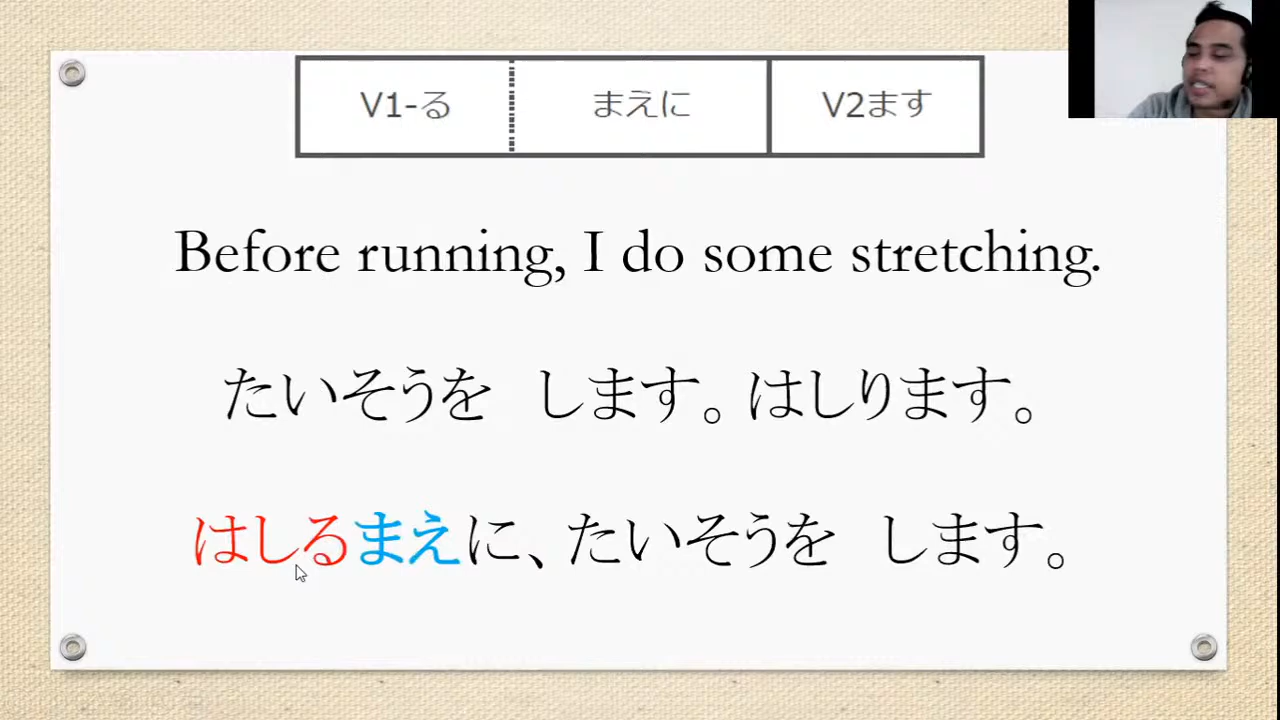 V1-る まえに V2ます
Before running, I do some stretching.
たいそうを　します。はしります。
はしるまえに、たいそうを　します。